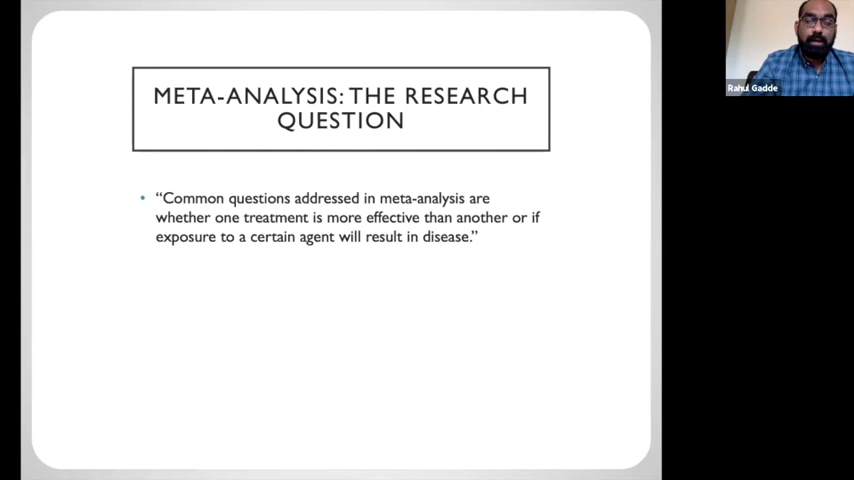 META-ANALYSIS: THE RESEARCH
QUESTION
• “Common questions addressed in meta-analysis are
whether one treatment is more effective than another or if
exposure to a certain agent will result in disease.”
Rahul Gadde